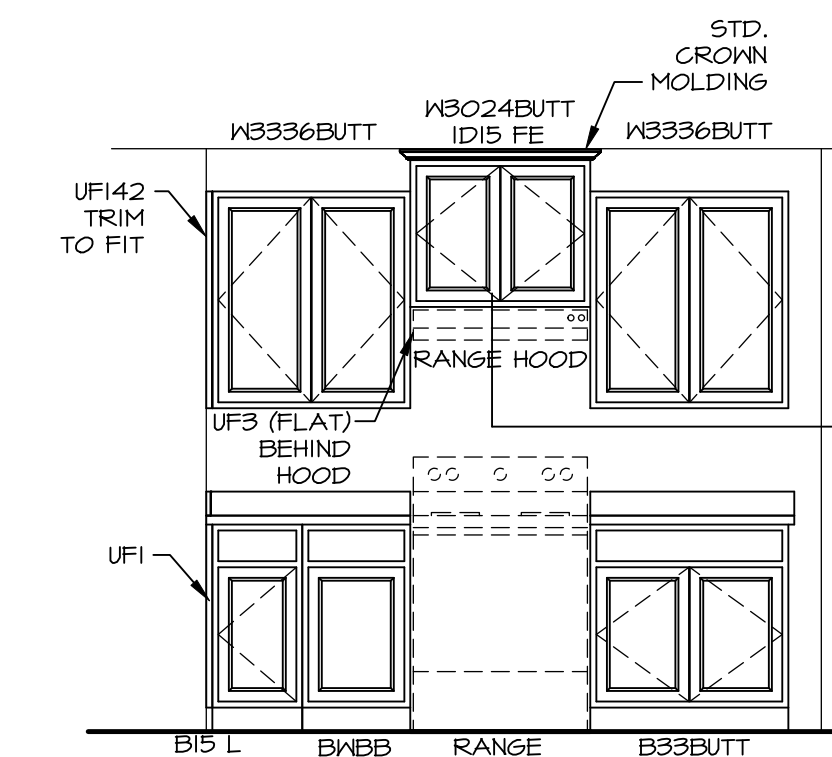 STD.
CROWN
MOLDING
W3336BUTT
W3024BUTT
1D15 FE
W3336BUTT
UF142
TRIM
TO FIT
RANGE HOOD
UF3 (FLAT)
BEHIND
HOOD
UF1
B15 L
BWBB
RANGE
B33BUTT